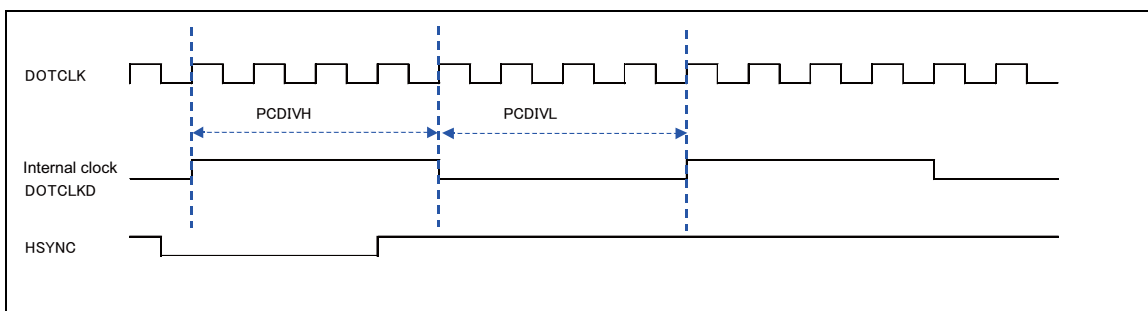 DOTCLK
PCDIVH
PCDIVL
Internal clock
DOTCLKD
HSYNC